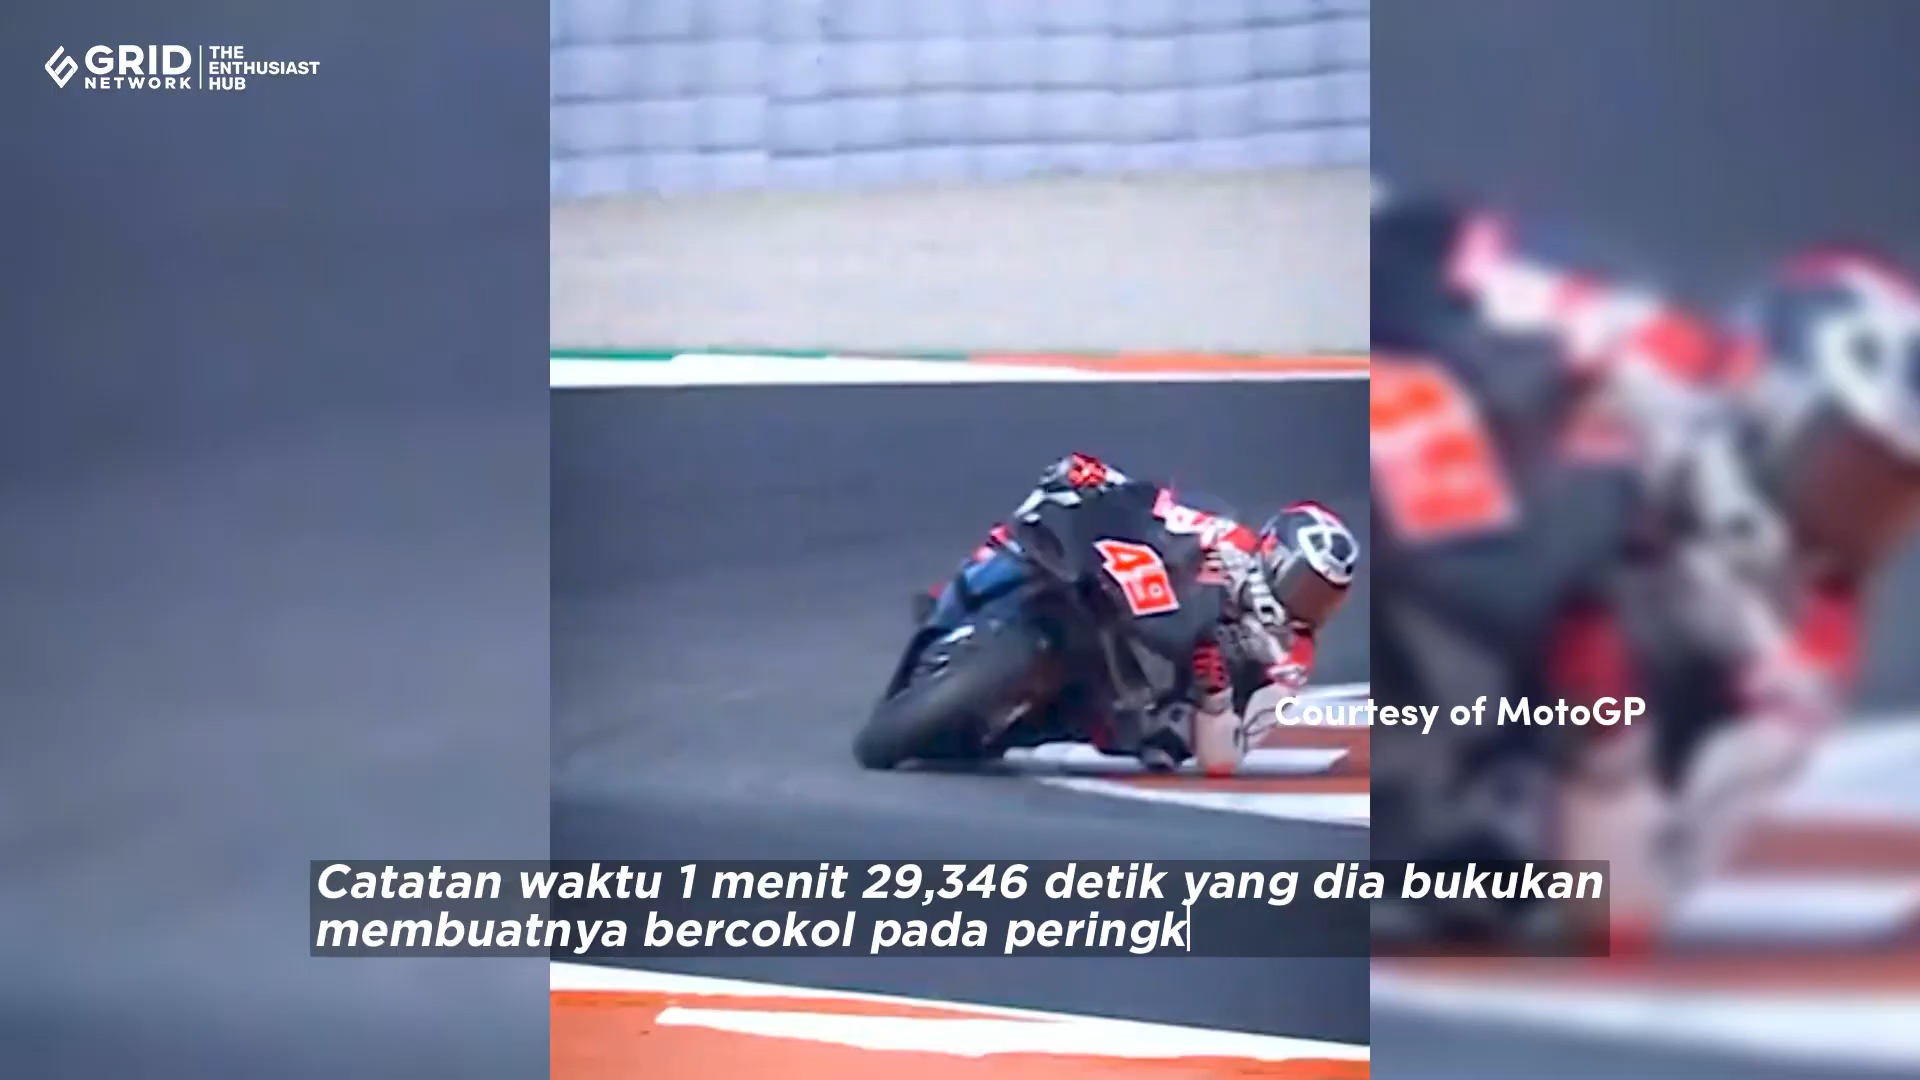 GRID
NETWORK
THE
ENTHUSIAST
HUB
49
Courtesy of MotoGP
Catatan waktu 1 menit 29,346 detik yang dia bukukan
membuatnya bercokol pada peringk